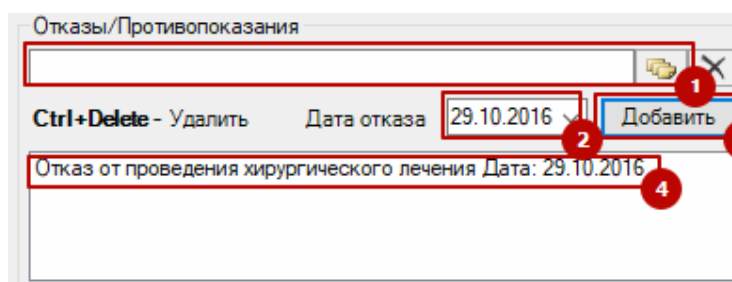 Отказы/Противопоказания
1
Ctrl+Delete - Удалить Дата отказа 29.10.2016 Добавить
2
Отказ от проведения хирургического лечения Дата: 29.10.2016
4